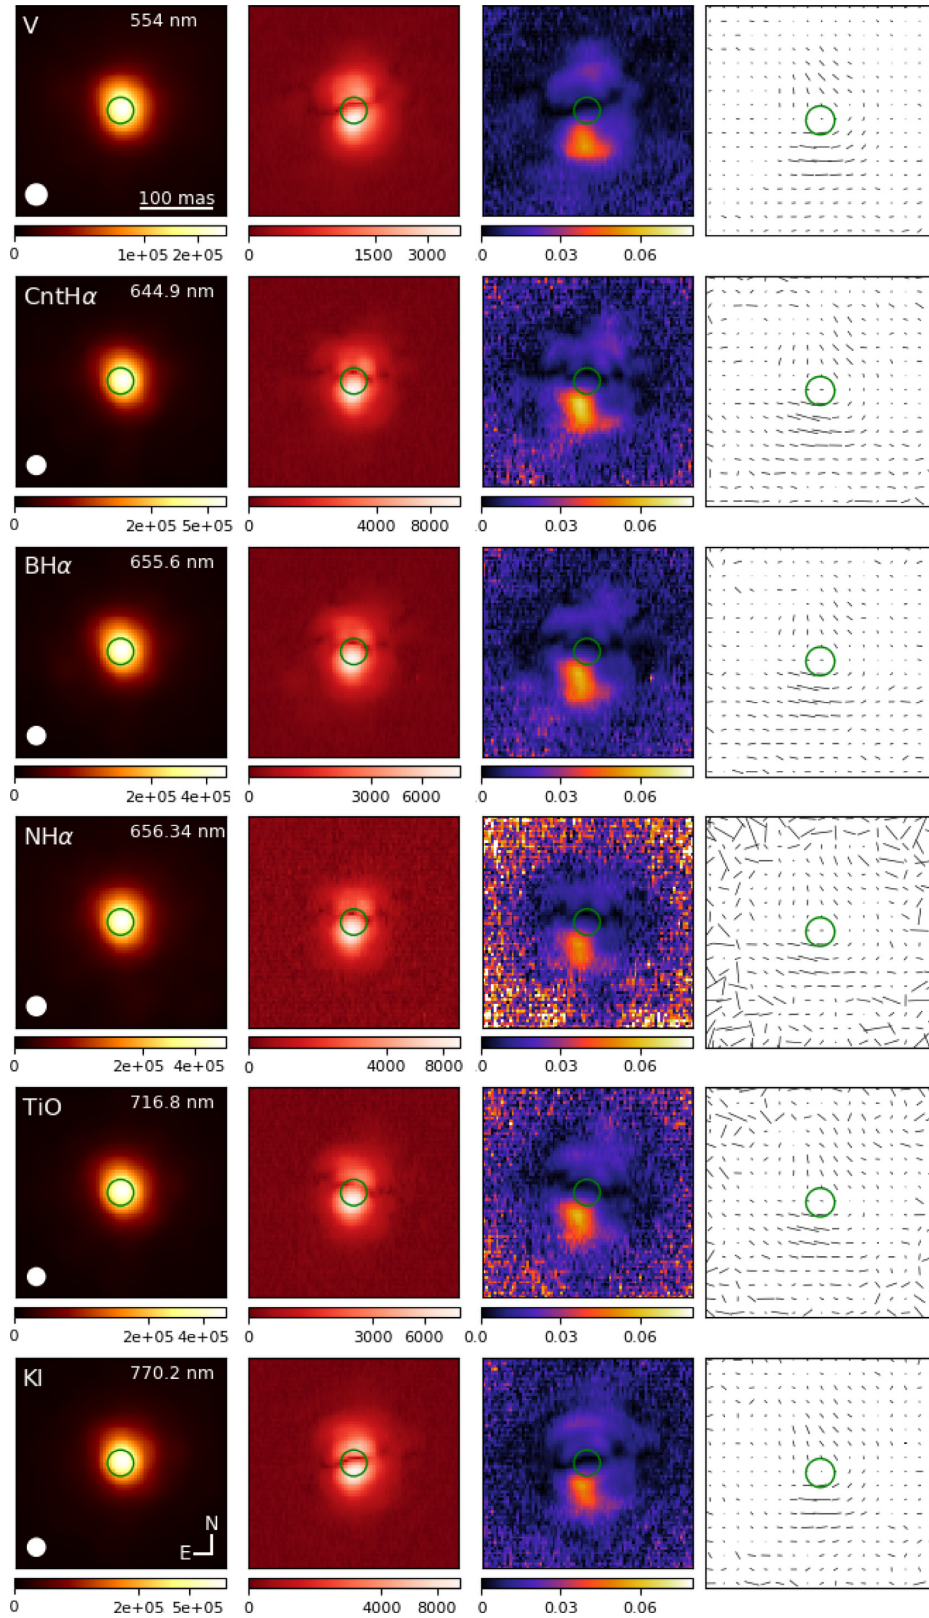 V 554 nm
100 mas
0 1e+05 2e+05 0 1500 3000 0.00 0.03 0.06
CntHα 644.9 nm
0 2e+05 5e+05 0 4000 8000 .0 0.03 0.06
BHα 655.6 nm
0 2e+05 4e+05 0 3000 6000 .0 0.03 0.06
NHα 656.34 nm
0 2e+05 4e+05 0 4000 8000 .0 0.03 0.06
TiO 716.8 nm
0 2e+05 4e+05 0 3000 6000 0.0 0.03 0.06
KI 770.2 nm
N
E
0 2e+05 5e+05 0 4000 8000 .0 0.03 0.06